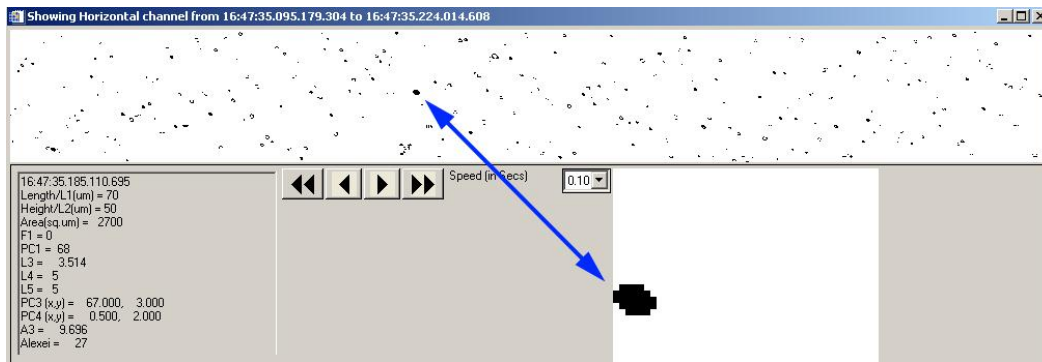 Showing Horizontal channel from 16:47:35.095.179.304 to 16:47:35.224.014.608
16:47:35.185.110.695
Length/L1(um) = 70
Height/L2(um) = 50
Area(sq.um) = 2700
F1 = 0
PC1 = 68
L3 = 3.514
L4 = 5
L5 = 5
PC3 (x,y) = 67.000, 3.000
PC4 (x,y) = 0.500, 2.000
A3 = 9.696
Alexei = 27
Speed (in Secs)
0.10